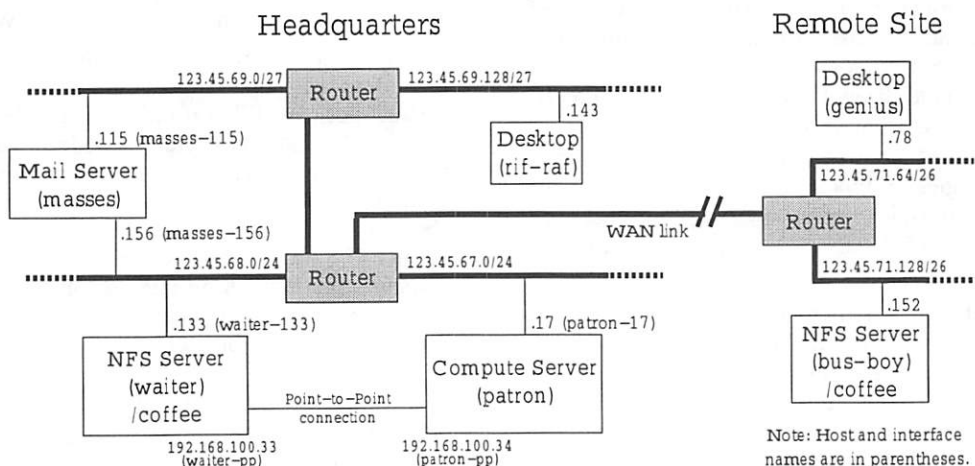 Headquarters
Remote Site
123.45.69.0/27
Router
123.45.69.128/27
.115 (masses-115)
Mail Server
(masses)
.156 (masses-156)
.143
Desktop
(rif-raf)
Desktop
(genius)
.78
123.45.71.64/26
Router
WAN link
123.45.71.128/26
.152
NFS Server
(bus-boy)
/coffee
123.45.68.0/24
Router
123.45.67.0/24
.133 (waiter-133)
NFS Server
(waiter)
/coffee
.17 (patron-17)
Compute Server
(patron)
Point-to-Point
connection
192.168.100.33
(waiter-pp)
192.168.100.34
(patron-pp)
Note: Host and interface
names are in parentheses.